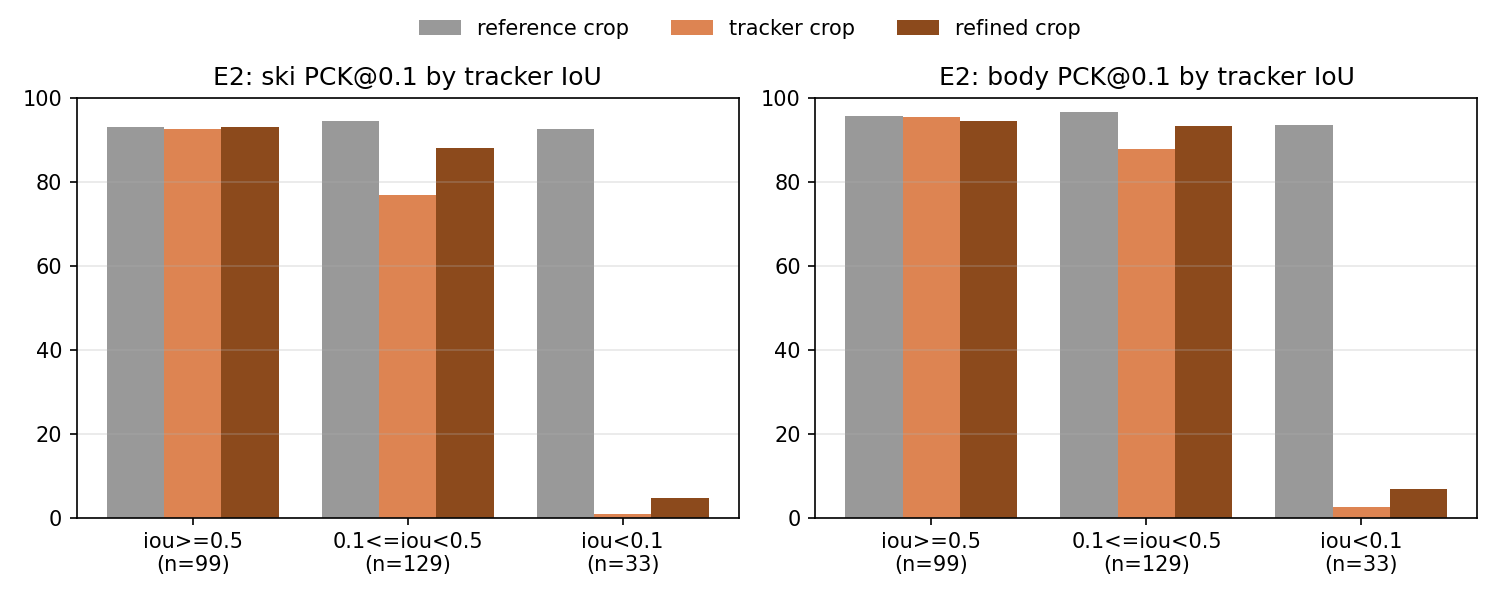 reference crop tracker crop refined crop
E2: ski PCK@0.1 by tracker IoU
100
80
60
40
20
0
iou>=0.5
(n=99)
0.1<=iou<0.5
(n=129)
iou<0.1
(n=33)
E2: body PCK@0.1 by tracker IoU
100
80
60
40
20
0
iou>=0.5
(n=99)
0.1<=iou<0.5
(n=129)
iou<0.1
(n=33)